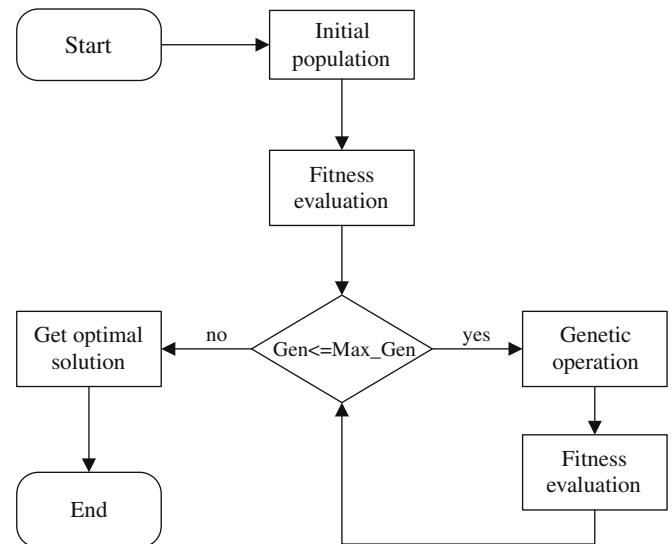 Start
Initial
population
Fitness
evaluation
Get optimal
solution
no
Gen<=Max_Gen
yes
Genetic
operation
Fitness
evaluation
End